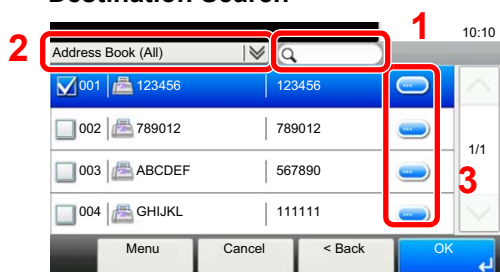 Destination Search
1
10:10
2
Address Book (All)
001 123456 123456
002 789012 789012
1/1
003 ABCDEF 567890
3
004 GHIJKL 111111
Menu Cancel < Back OK